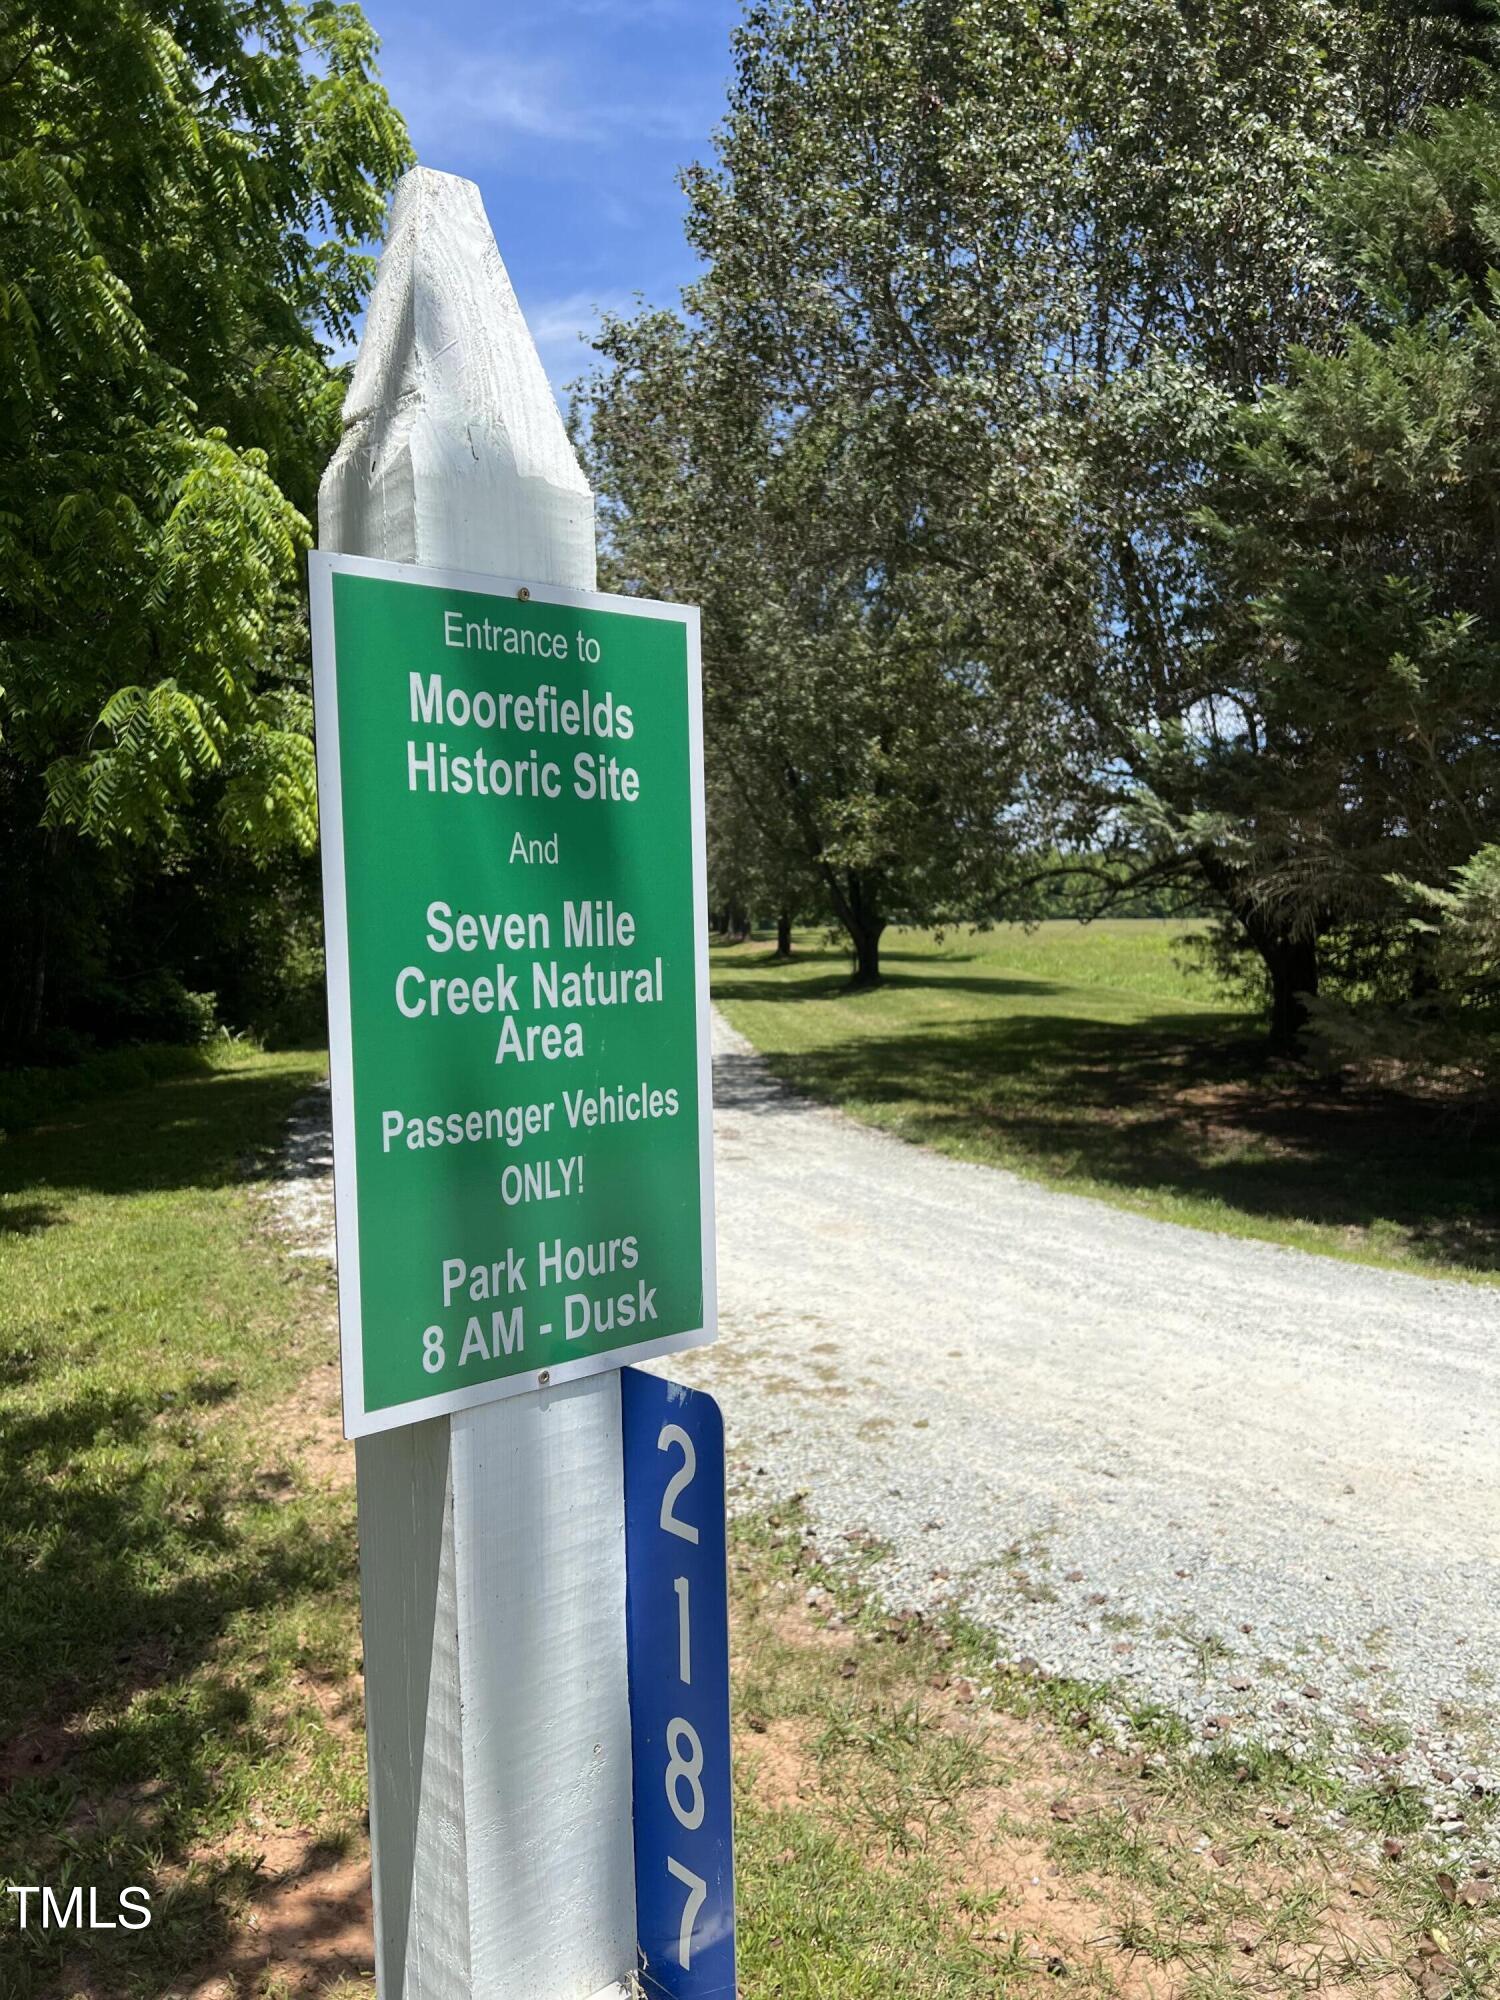 Entrance to
Moorefields
Historic Site
And
Seven Mile
Creek Natural
Area
Passenger Vehicles
ONLY!
Park Hours
8 AM - Dusk
2187
TMLS